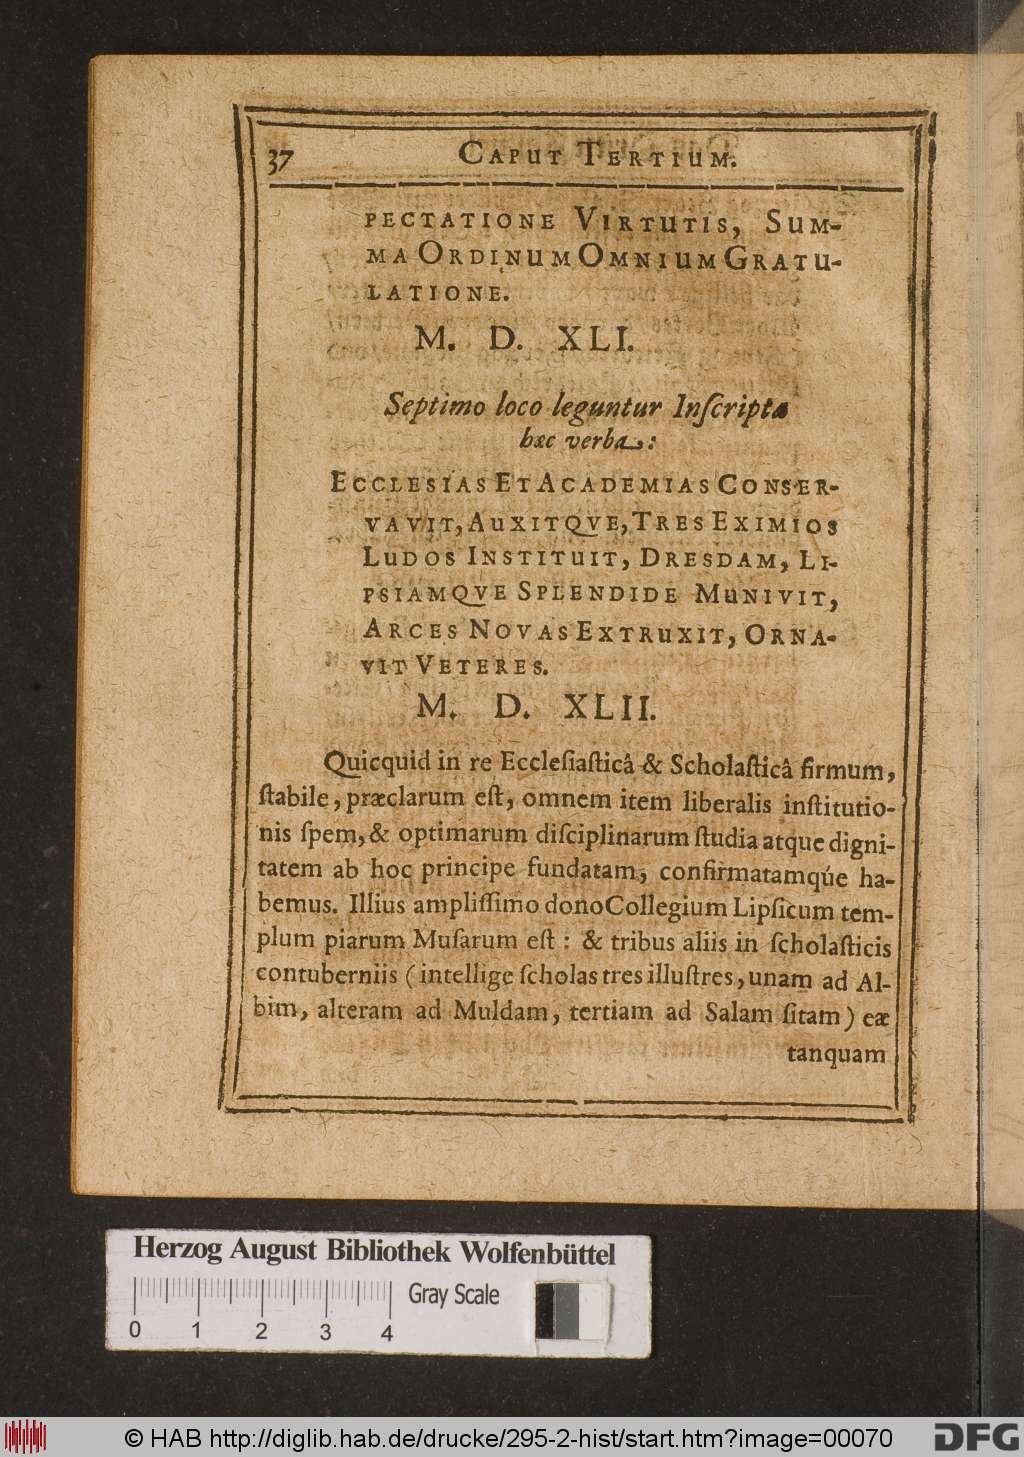 37 CAPUT TERTIUM.
PECTATIONE VIRTUTIS, SUM-
MA ORDINUM OMNIUM GRATU-
LATIONE.
M. D. XLI.
Septimo loco leguntur Inſcripta
hæc verba:
ECCLESIAS ET ACADEMIAS CONSER-
VAVIT, AUXITQVE, TRES EXIMIOS
LUDOS INSTITUIT, DRESDAM, LI-
PSIAMQVE SPLENDIDE MUNIVIT,
ARCES NOVAS EXTRUXIT, ORNA-
VIT VETERES.
M. D. XLII.
Quicquid in re Eccleſiaſticâ & Scholaſticâ firmum,
ſtabile, præclarum eſt, omnem item liberalis inſtitutio-
nis ſpem, & optimarum diſciplinarum ſtudia atque digni-
tatem ab hoc principe fundatam, confirmatamqúe ha-
bemus. Illius ampliſſimo dono Collegium Lipſicum tem-
plum piarum Muſarum eſt: & tribus aliis in ſcholaſticis
contuberniis (intellige ſcholas tres illuſtres, unam ad Al-
bim, alteram ad Muldam, tertiam ad Salam ſitam) eæ
tanquam
Herzog August Bibliothek Wolfenbüttel
Gray Scale
0 1 2 3 4
© HAB http://diglib.hab.de/drucke/295-2-hist/start.htm?image=00070
DFG